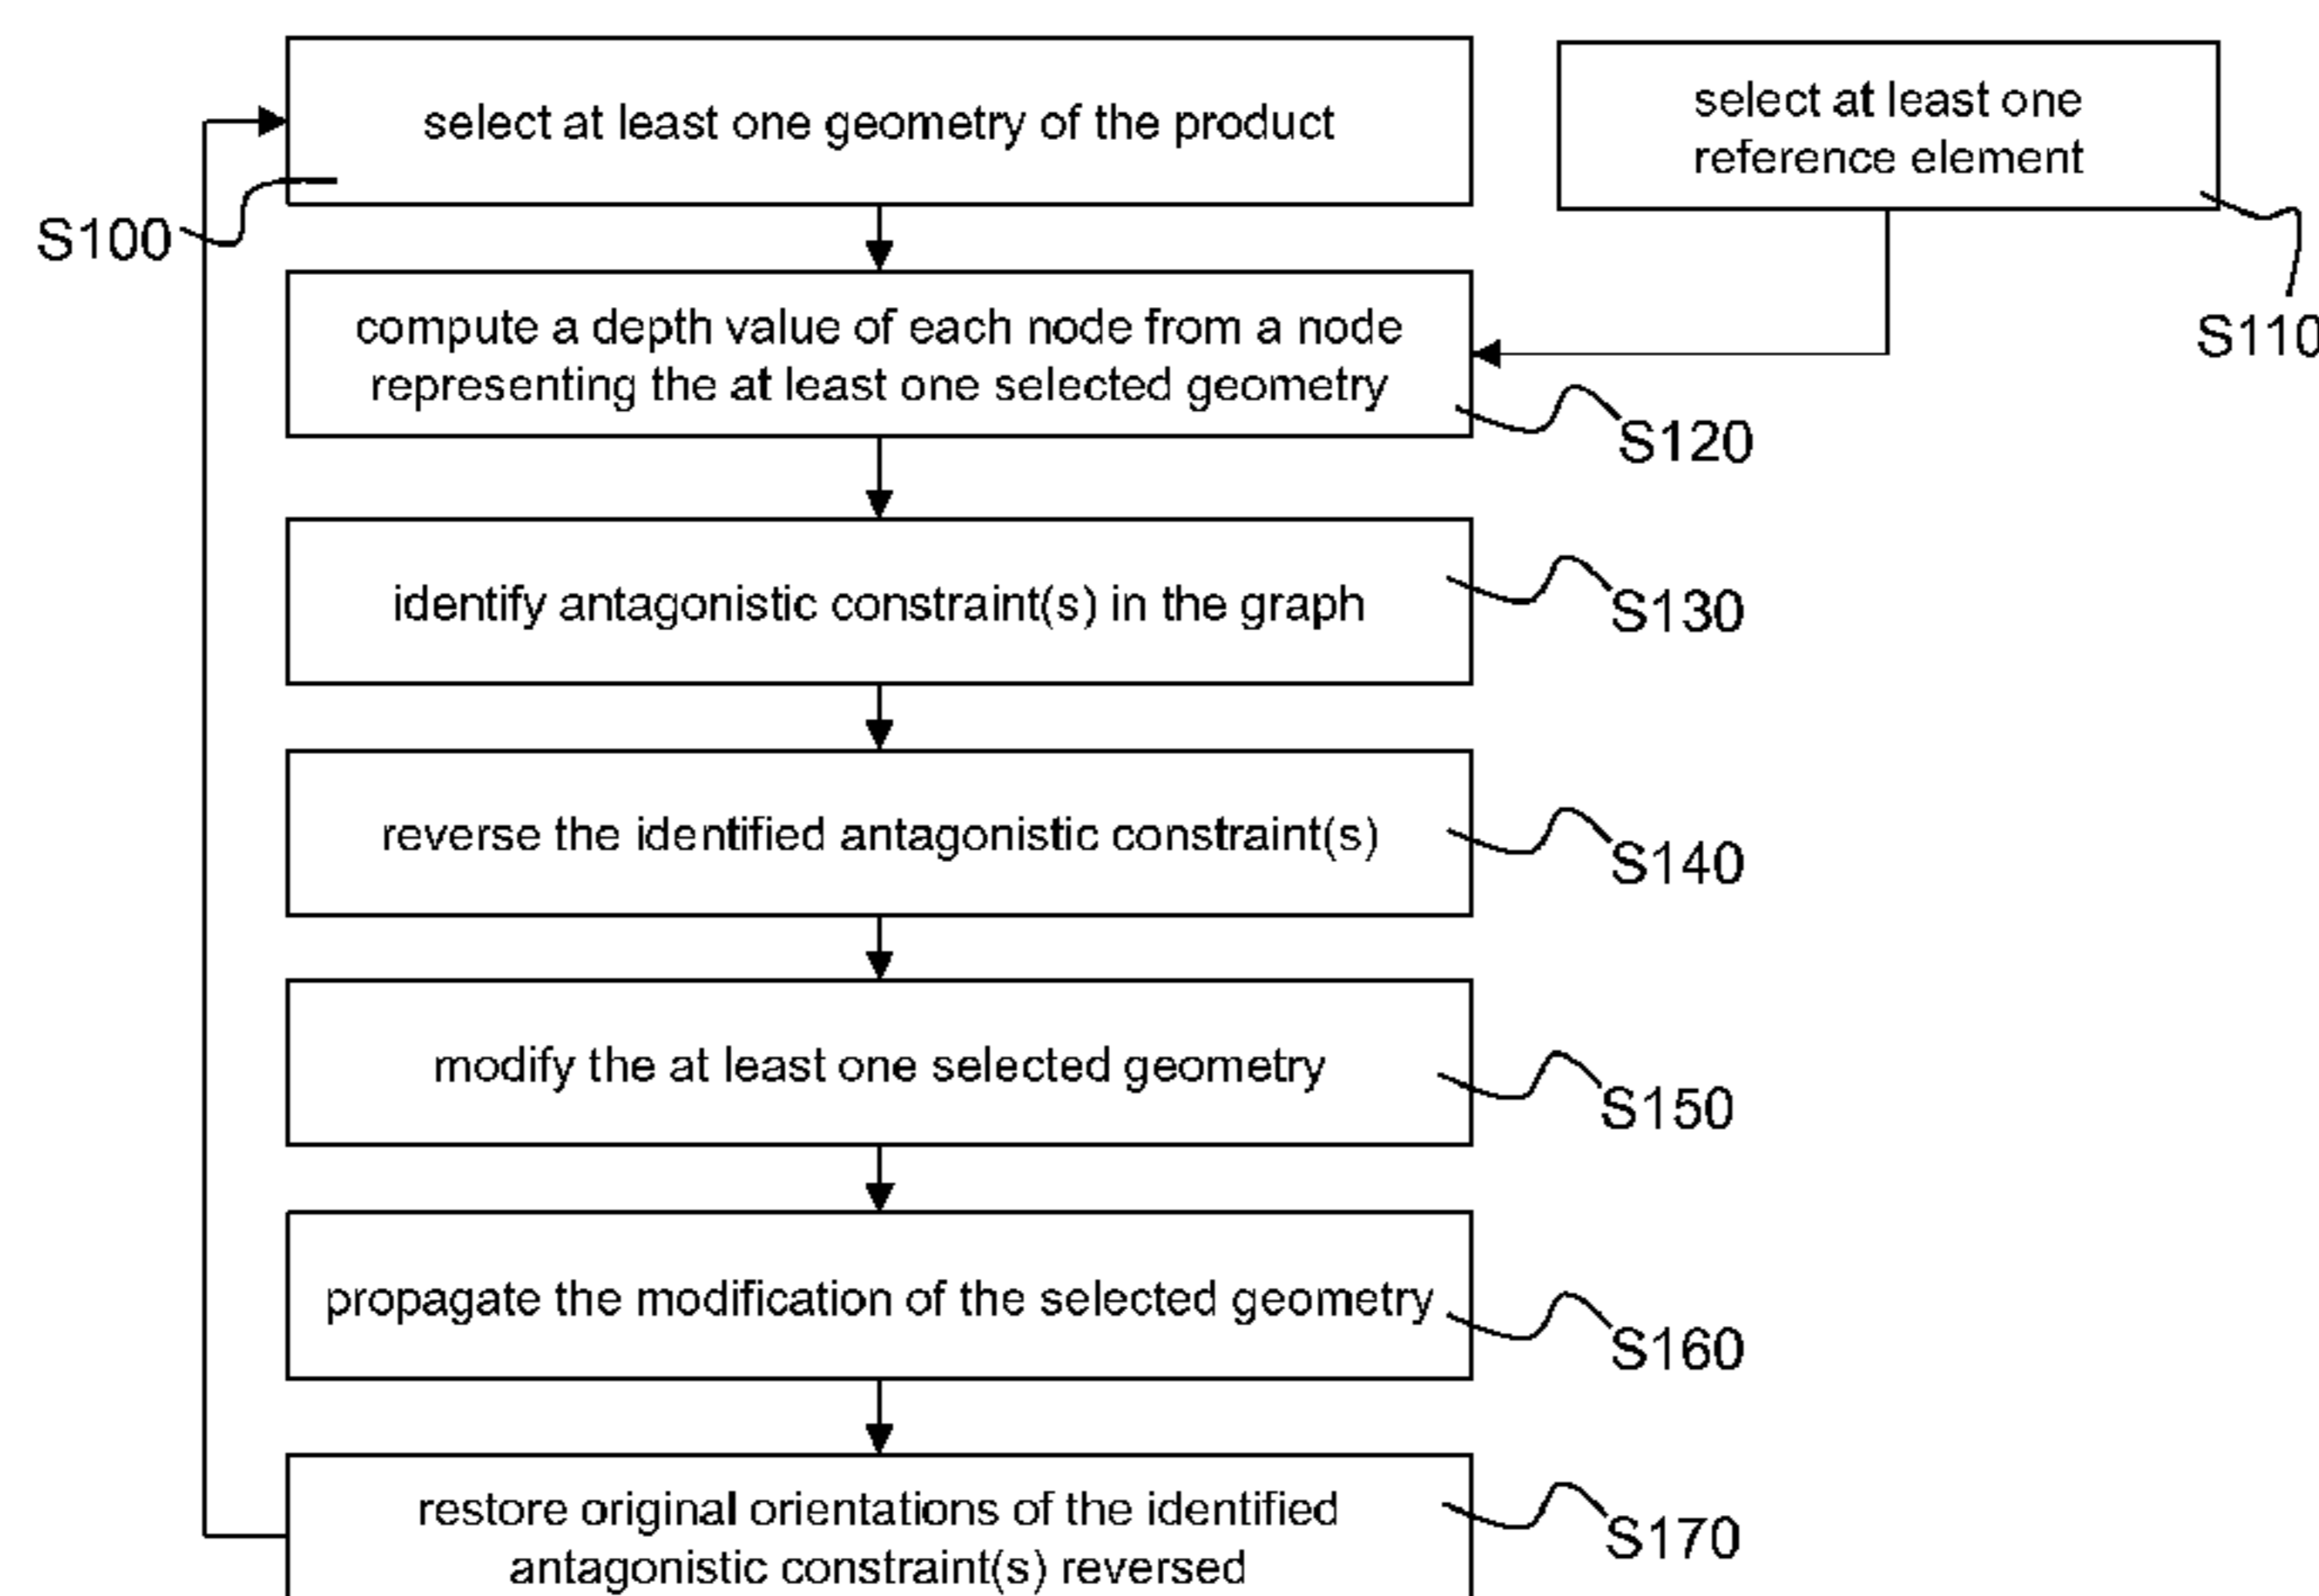 select at least one geometry of the product
select at least one
reference element
S100
S110
compute a depth value of each node from a node
representing the at least one selected geometry
S120
identify antagonistic constraint(s) in the graph
S130
reverse the identified antagonistic constraint(s)
S140
modify the at least one selected geometry
S150
propagate the modification of the selected geometry
S160
restore original orientations of the identified
antagonistic constraint(s) reversed
S170